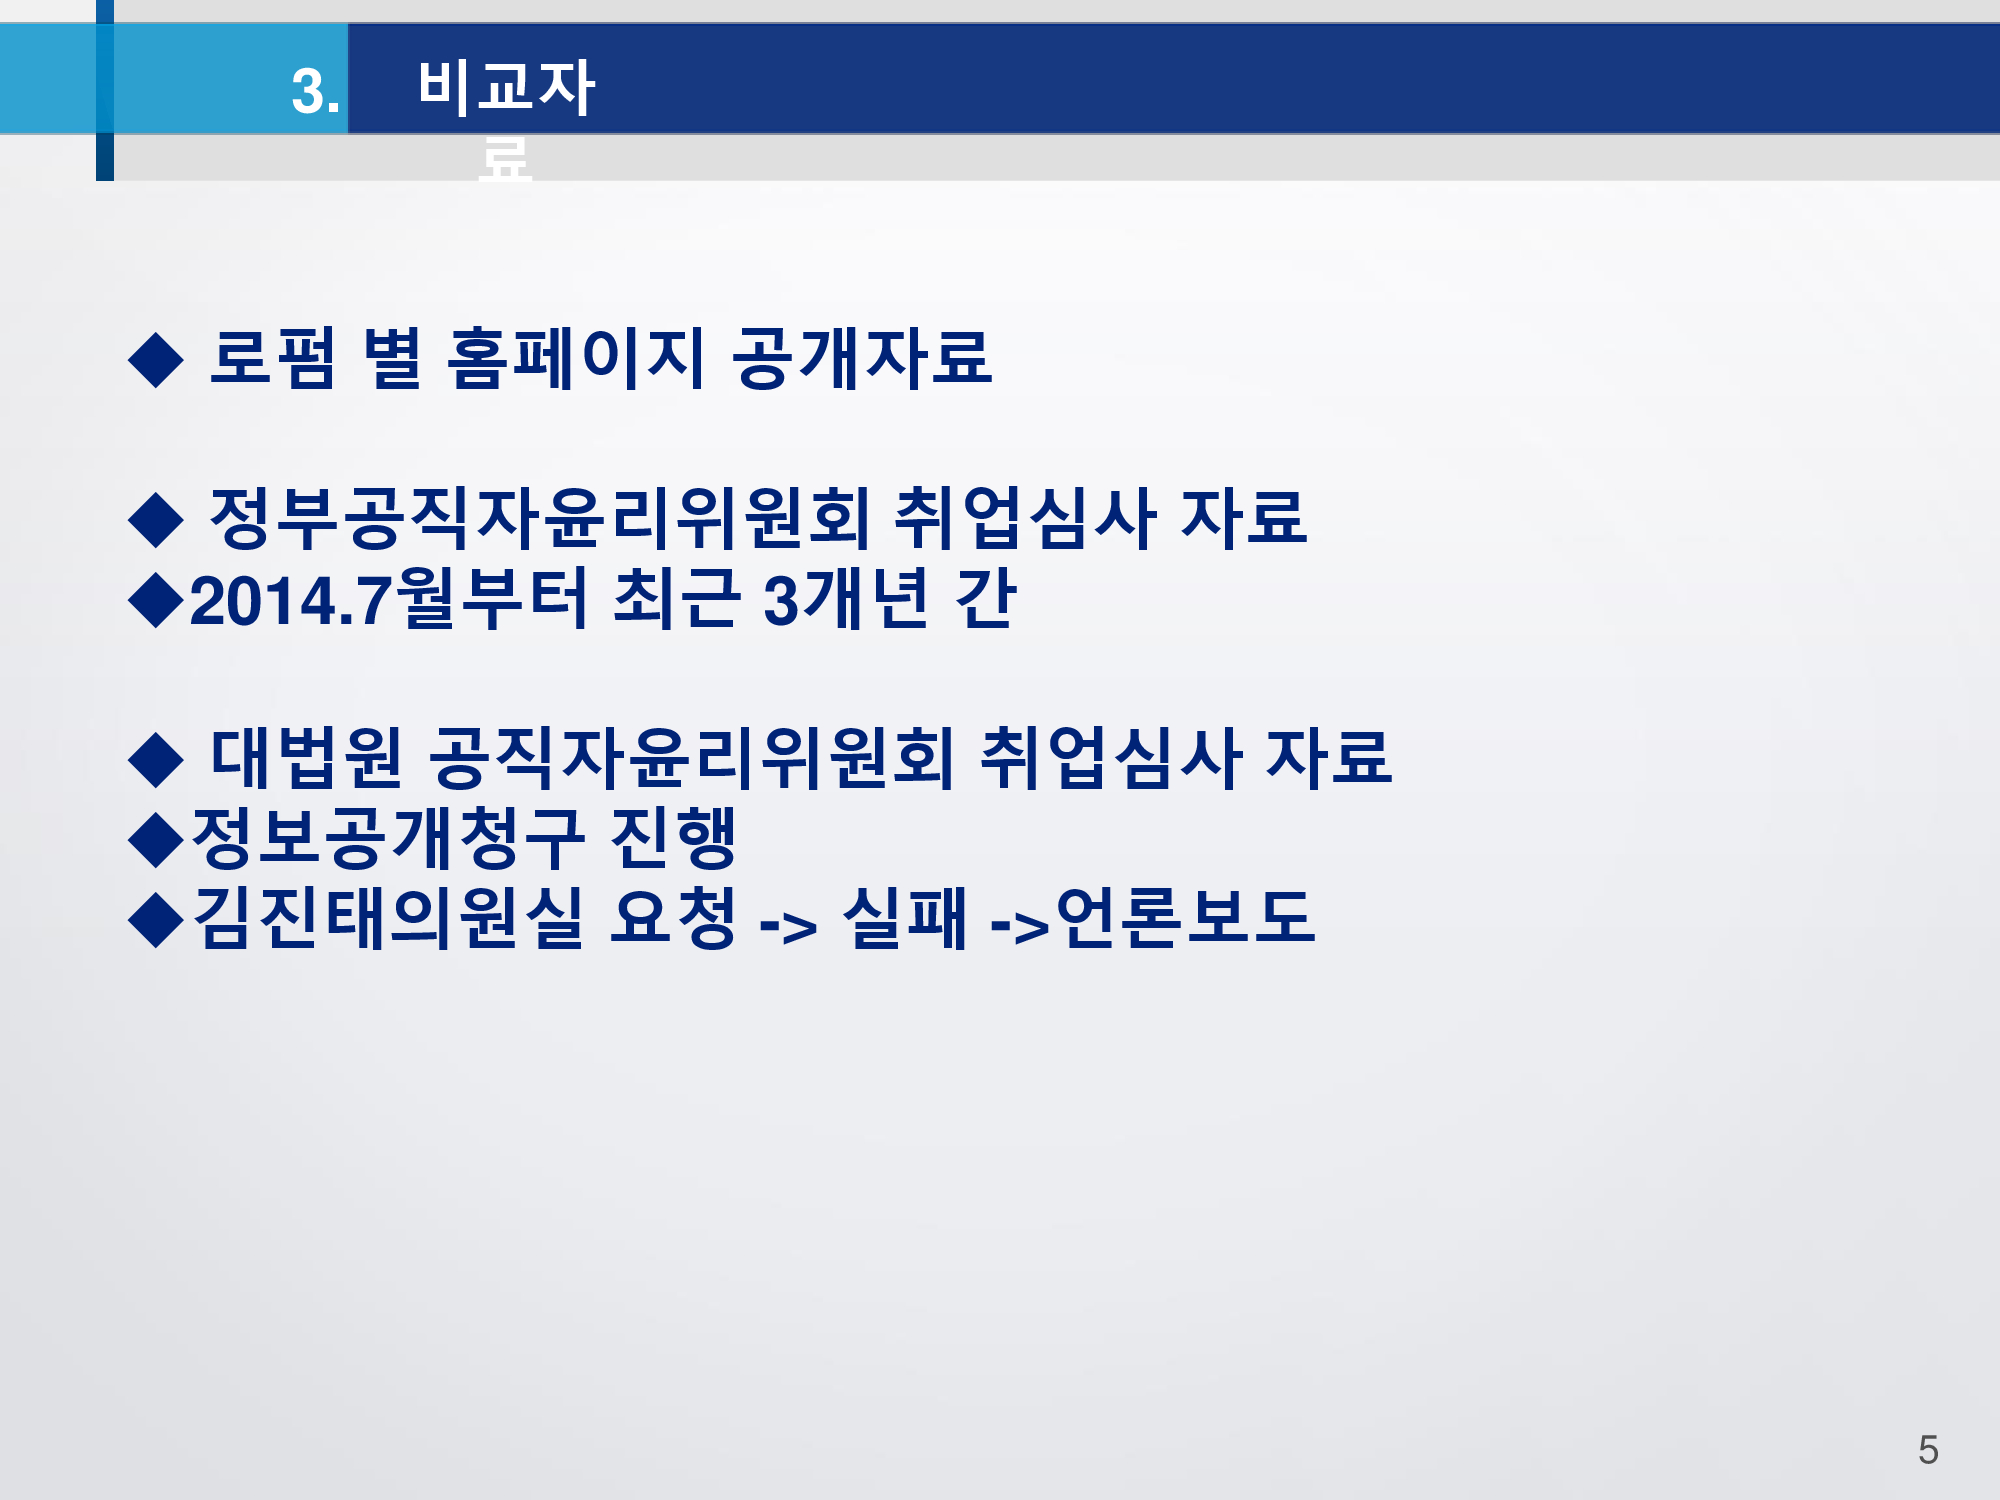 3. 비교자
료
◆ 로펌 별 홈페이지 공개자료
◆ 정부공직자윤리위원회 취업심사 자료
◆2014.7월부터 최근 3개년 간
◆ 대법원 공직자윤리위원회 취업심사 자료
◆정보공개청구 진행
◆김진태의원실 요청 -> 실패 ->언론보도
5